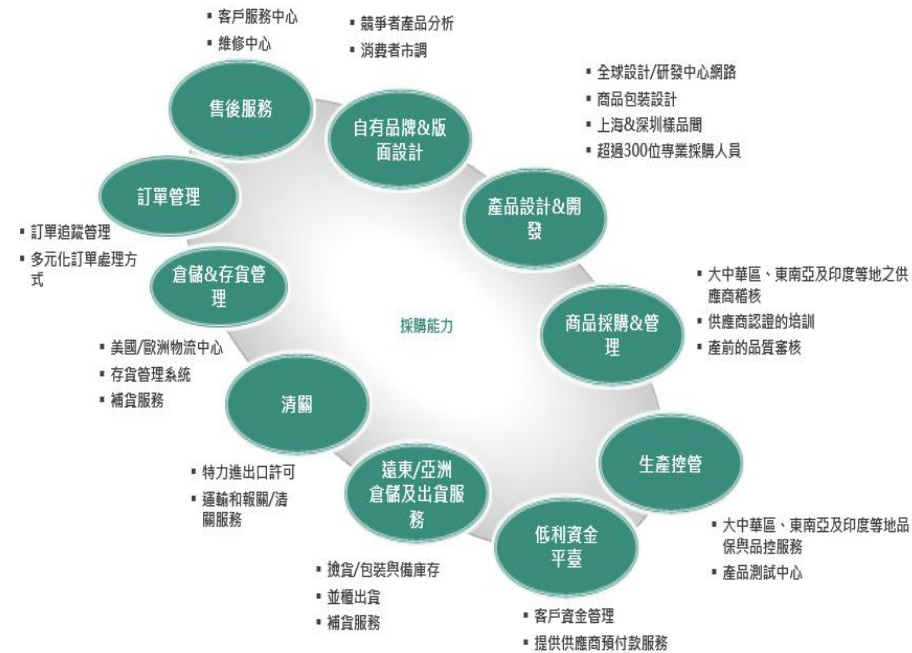 ▪ 客戶服務中心
▪ 維修中心
售後服務
▪ 競爭者產品分析
▪ 消費者市調
自有品牌&版
面設計
▪ 全球設計/研發中心網路
▪ 商品包裝設計
▪ 上海&深圳樣品間
▪ 超過300位專業採購人員
產品設計&開
發
▪ 大中華區、東南亞及印度等地之供
應商稽核
▪ 供應商認證的培訓
▪ 產前的品質審核
商品採購&管
理
生產控管
▪ 大中華區、東南亞及印度等地品
保與品控服務
▪ 產品測試中心
低利資金
平臺
▪ 客戶資金管理
▪ 提供供應商預付款服務
遠東/亞洲
倉儲及出貨服
務
▪ 撿貨/包裝與備庫存
▪ 並櫃出貨
▪ 補貨服務
清關
▪ 特力進出口許可
▪ 運輸和報關/清
關服務
倉儲&存貨管
理
▪ 美國/歐洲物流中心
▪ 存貨管理系統
▪ 補貨服務
訂單管理
▪ 訂單追蹤管理
▪ 多元化訂單處理方
式
採購能力